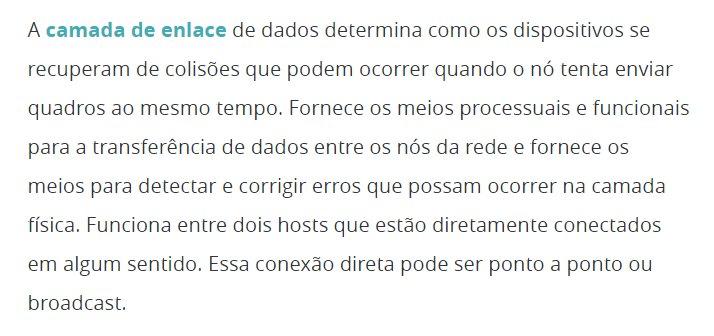 A camada de enlace de dados determina como os dispositivos se
recuperam de colisões que podem ocorrer quando o nó tenta enviar
quadros ao mesmo tempo. Fornece os meios processuais e funcionais
para a transferência de dados entre os nós da rede e fornece os
meios para detectar e corrigir erros que possam ocorrer na camada
física. Funciona entre dois hosts que estão diretamente conectados
em algum sentido. Essa conexão direta pode ser ponto a ponto ou
broadcast.